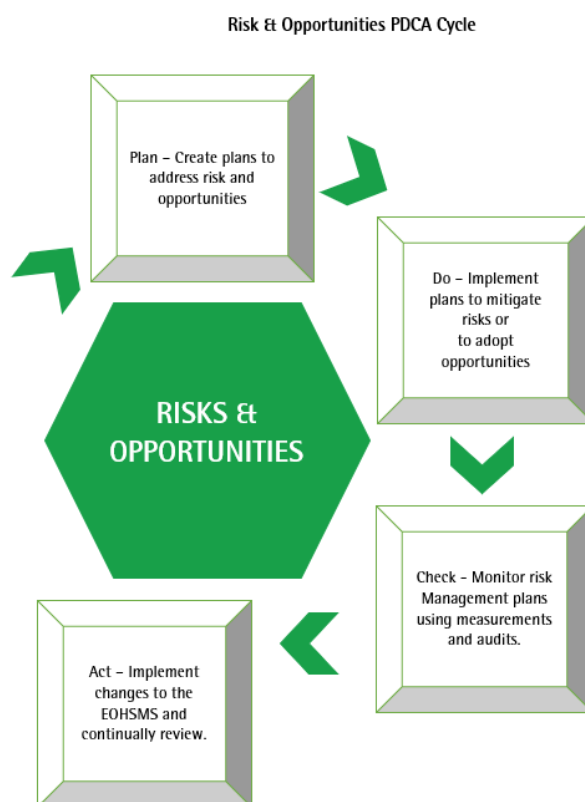 Risk & Opportunities PDCA Cycle
Plan – Create plans to
address risk and
opportunities
Do – Implement
plans to mitigate
risks or
to adopt
opportunities
RISKS &
OPPORTUNITIES
Check - Monitor risk
Management plans
using measurements
and audits.
Act – Implement
changes to the
EOHSMS and
continually review.